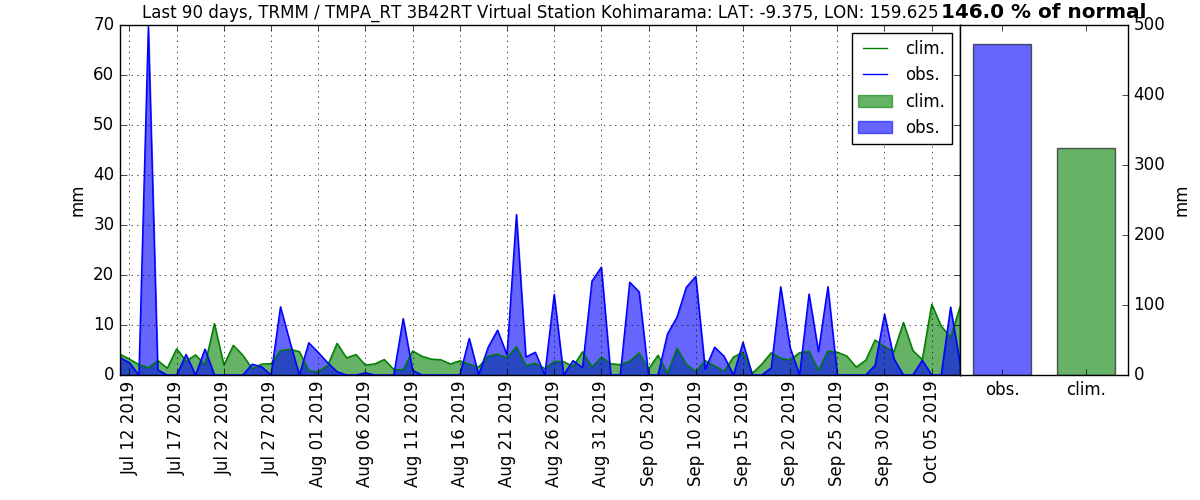 Last 90 days, TRMM / TMPA_RT 3B42RT Virtual Station Kohimarama: LAT: -9.375, LON: 159.625
146.0 % of normal
70
60
50
40
30
20
10
0
mm
clim.
obs.
clim.
obs.
Jul 12 2019
Jul 17 2019
Jul 22 2019
Jul 27 2019
Aug 01 2019
Aug 06 2019
Aug 11 2019
Aug 16 2019
Aug 21 2019
Aug 26 2019
Aug 31 2019
Sep 05 2019
Sep 10 2019
Sep 15 2019
Sep 20 2019
Sep 25 2019
Sep 30 2019
Oct 05 2019
500
400
300
200
100
0
mm
obs.
clim.